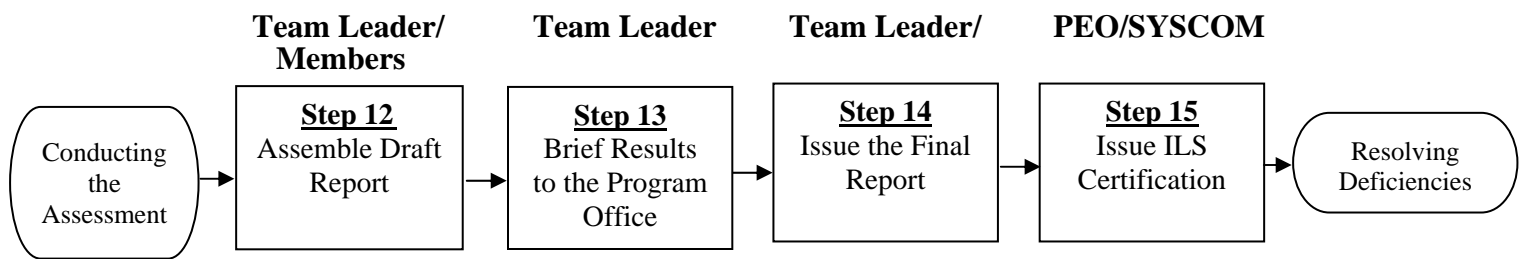 Team Leader/
Members
Team Leader
Team Leader/
PEO/SYSCOM
Conducting
the
Assessment
Step 12
Assemble Draft
Report
Step 13
Brief Results
to the Program
Office
Step 14
Issue the Final
Report
Step 15
Issue ILS
Certification
Resolving
Deficiencies